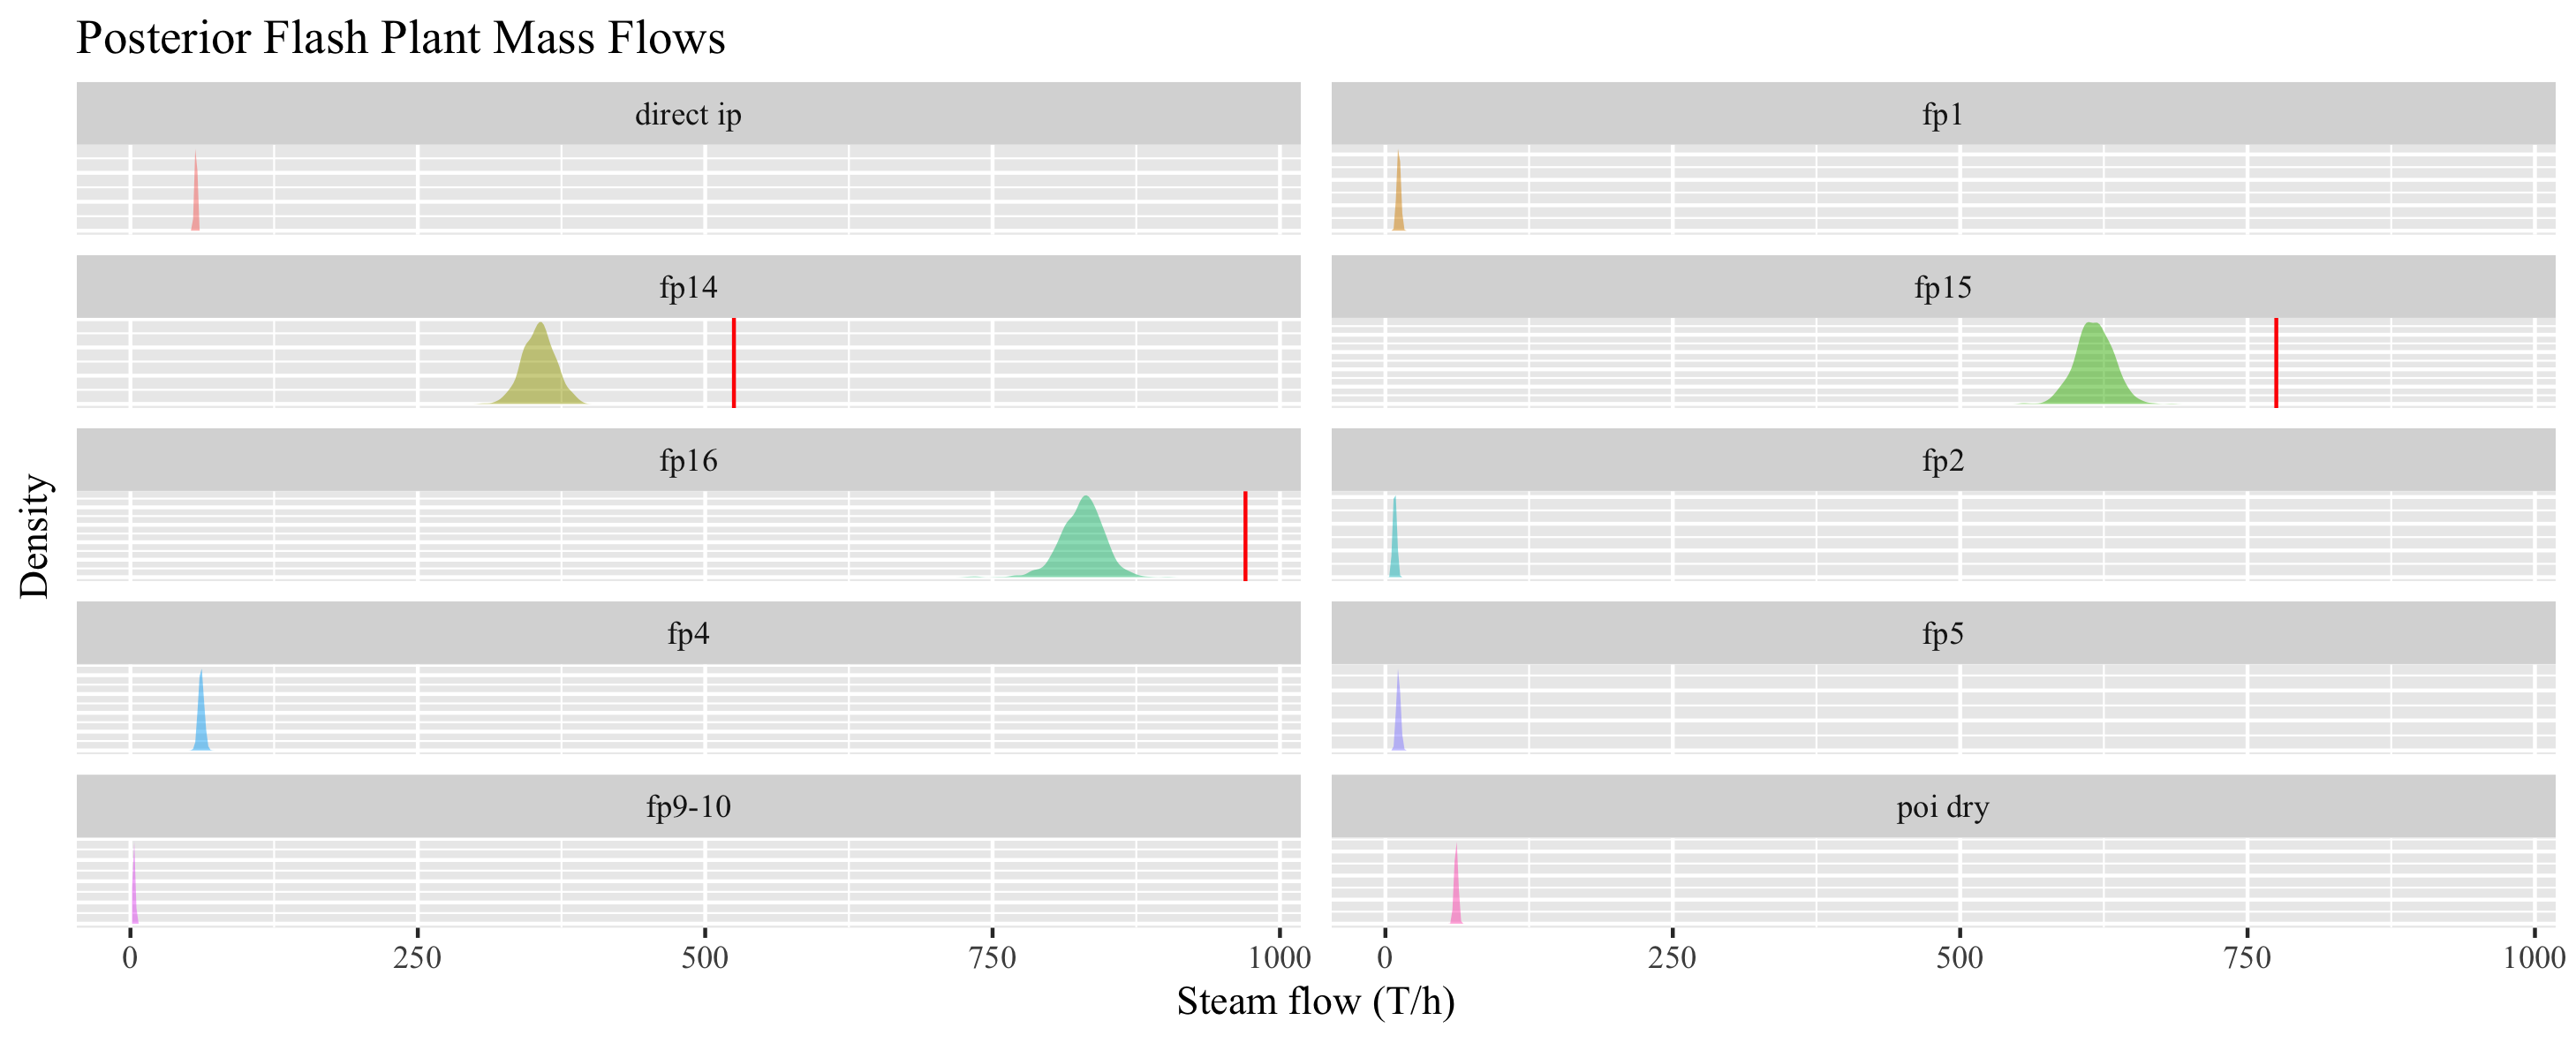 Posterior Flash Plant Mass Flows
direct ip
fp1
fp14
fp15
fp16
fp2
fp4
fp5
fp9-10
poi dry
Density
0 250 500 750 1000
0 250 500 750 1000
Steam flow (T/h)